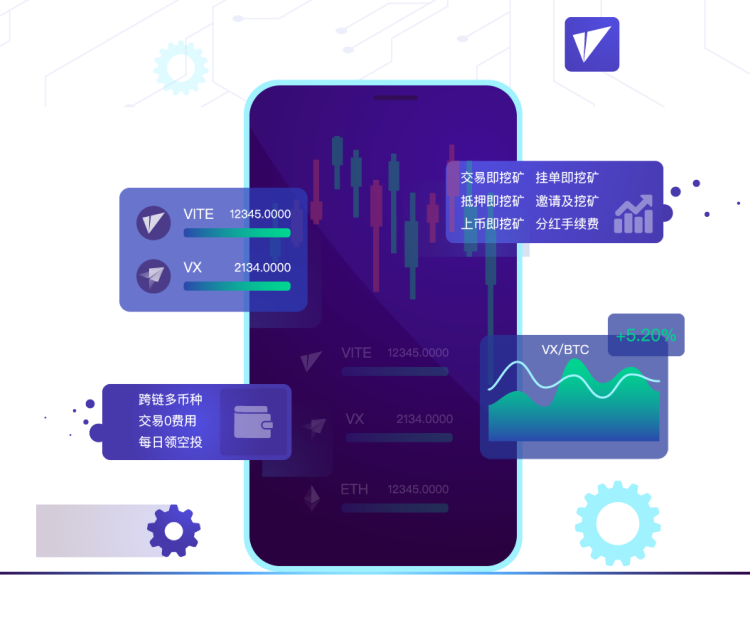 交易即挖矿 挂单即挖矿
抵押即挖矿 邀请及挖矿
上币即挖矿 分红手续费
VITE 12345.0000
VX 2134.0000
+5.20%
VX/BTC
VITE 12345.0000
VX 2134.0000
ETH 12345.0000
跨链多币种
交易0费用
每日领空投